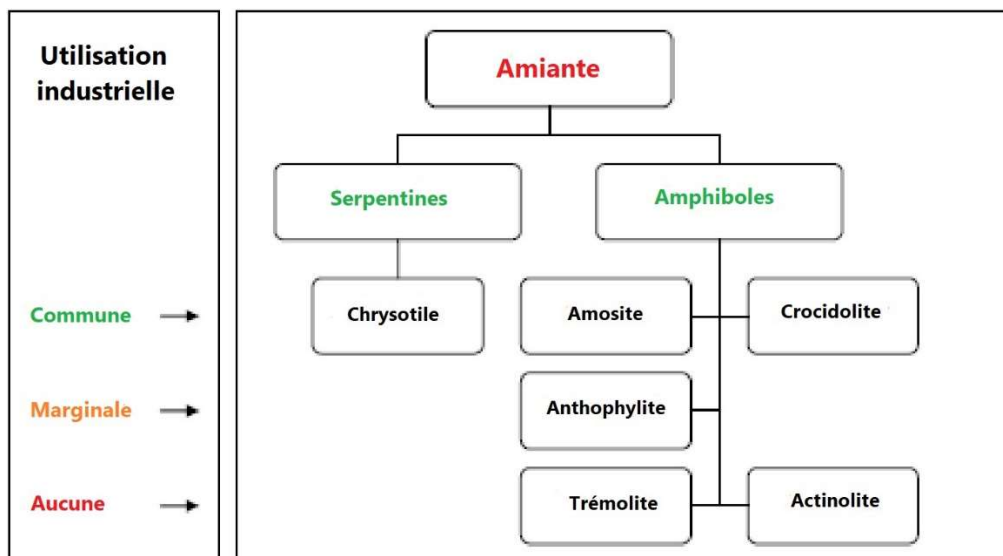 Utilisation
industrielle
Amiante
Serpentines
Amphiboles
Commune
Chrysotile
Amosite
Crocidolite
Marginale
Anthophylite
Aucune
Trémolite
Actinolite